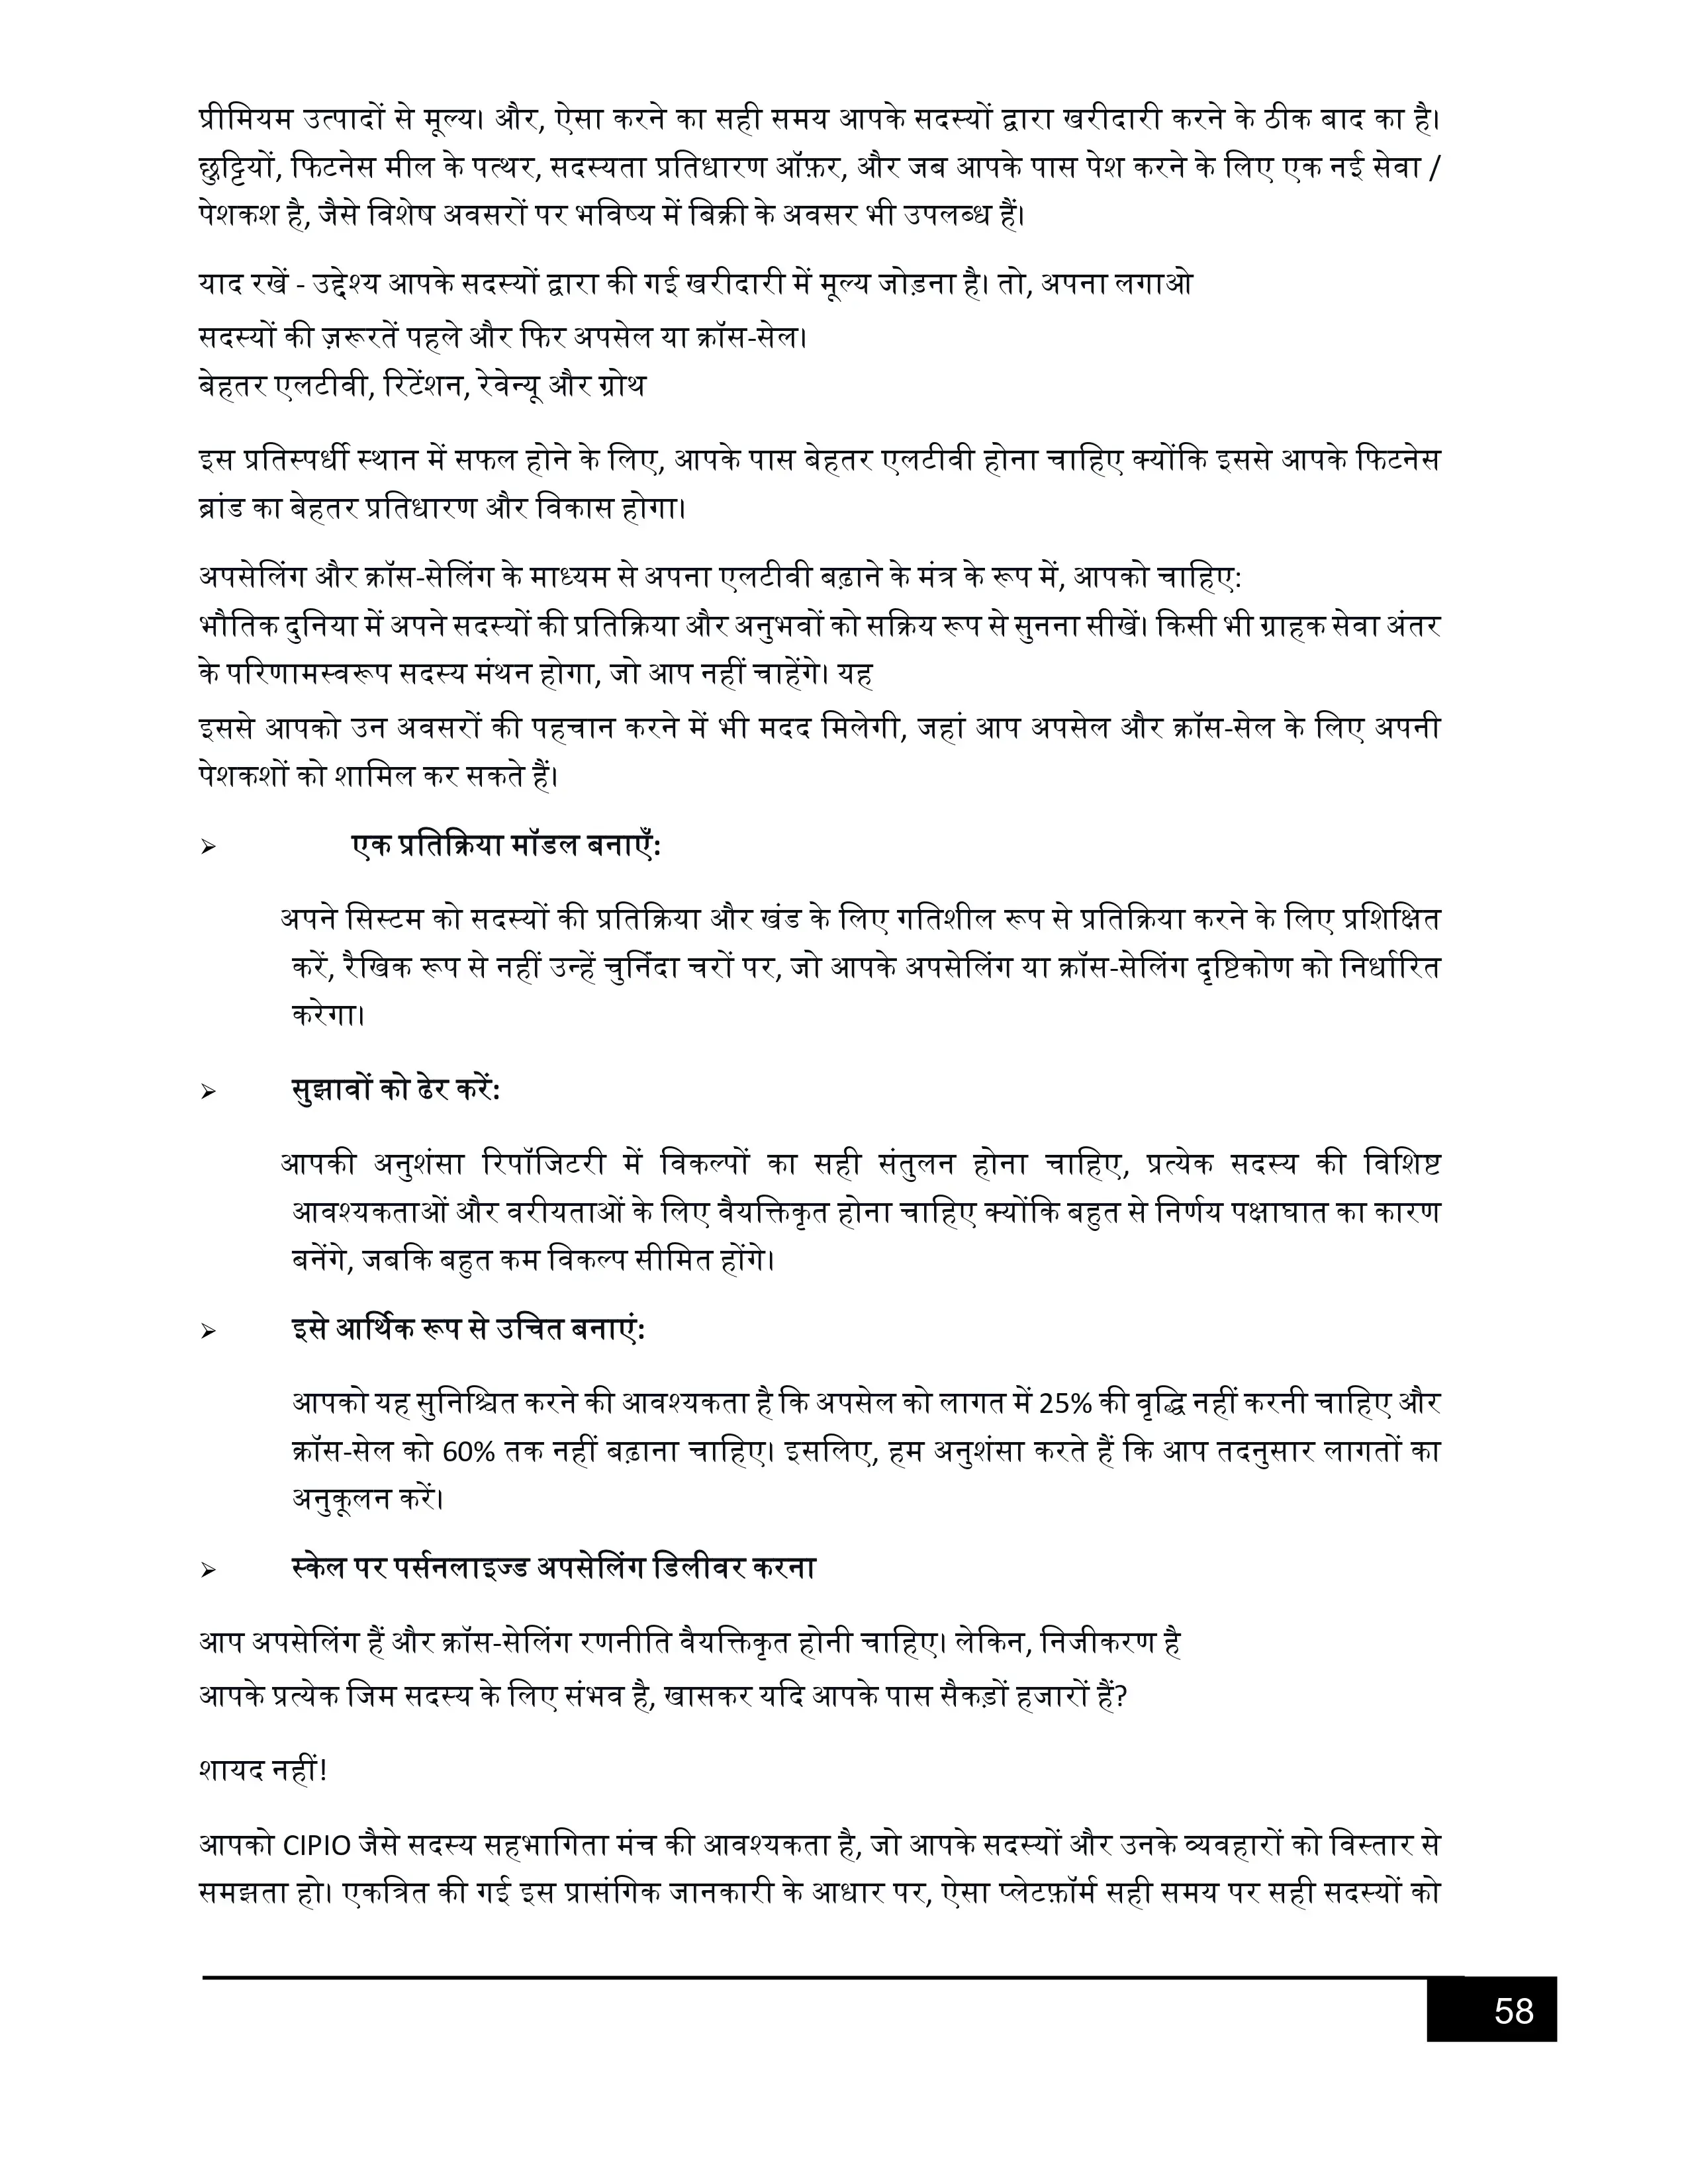 प्रीमियम उत्पादों से मूल्य। और, ऐसा करने का सही समय आपके सदस्यों द्वारा खरीदारी करने के ठीक बाद का है।
छुट्टियों, फिटनेस मील के पत्थर, सदस्यता प्रतिधारण ऑफ़र, और जब आपके पास पेश करने के लिए एक नई सेवा /
पेशकश है, जैसे विशेष अवसरों पर भविष्य में बिक्री के अवसर भी उपलब्ध हैं।
याद रखें - उद्देश्य आपके सदस्यों द्वारा की गई खरीदारी में मूल्य जोड़ना है। तो, अपना लगाओ
सदस्यों की ज़रूरतें पहले और फिर अपसेल या क्रॉस-सेल।
बेहतर एलटीवी, रिटेंशन, रेवेन्यू और ग्रोथ
इस प्रतिस्पर्धी स्थान में सफल होने के लिए, आपके पास बेहतर एलटीवी होना चाहिए क्योंकि इससे आपके फिटनेस
ब्रांड का बेहतर प्रतिधारण और विकास होगा।
अपसेलिंग और क्रॉस-सेलिंग के माध्यम से अपना एलटीवी बढ़ाने के मंत्र के रूप में, आपको चाहिए:
भौतिक दुनिया में अपने सदस्यों की प्रतिक्रिया और अनुभवों को सक्रिय रूप से सुनना सीखें। किसी भी ग्राहक सेवा अंतर
के परिणामस्वरूप सदस्य मंथन होगा, जो आप नहीं चाहेंगे। यह
इससे आपको उन अवसरों की पहचान करने में भी मदद मिलेगी, जहां आप अपसेल और क्रॉस-सेल के लिए अपनी
पेशकशों को शामिल कर सकते हैं।
➢ एक प्रतिक्रिया मॉडल बनाएँ:
अपने सिस्टम को सदस्यों की प्रतिक्रिया और खंड के लिए गतिशील रूप से प्रतिक्रिया करने के लिए प्रशिक्षित
करें, रैखिक रूप से नहीं उन्हें चुनिंदा चरों पर, जो आपके अपसेलिंग या क्रॉस-सेलिंग दृष्टिकोण को निर्धारित
करेगा।
➢ सुझावों को ढेर करें:
आपकी अनुशंसा रिपॉजिटरी में विकल्पों का सही संतुलन होना चाहिए, प्रत्येक सदस्य की विशिष्ट
आवश्यकताओं और वरीयताओं के लिए वैयक्तिकृत होना चाहिए क्योंकि बहुत से निर्णय पक्षाघात का कारण
बनेंगे, जबकि बहुत कम विकल्प सीमित होंगे।
➢ इसे आर्थिक रूप से उचित बनाएं:
आपको यह सुनिश्चित करने की आवश्यकता है कि अपसेल को लागत में 25% की वृद्धि नहीं करनी चाहिए और
क्रॉस-सेल को 60% तक नहीं बढ़ाना चाहिए। इसलिए, हम अनुशंसा करते हैं कि आप तदनुसार लागतों का
अनुकूलन करें।
➢ स्केल पर पर्सनलाइज्ड अपसेलिंग डिलीवर करना
आप अपसेलिंग हैं और क्रॉस-सेलिंग रणनीति वैयक्तिकृत होनी चाहिए। लेकिन, निजीकरण है
आपके प्रत्येक जिम सदस्य के लिए संभव है, खासकर यदि आपके पास सैकड़ों हजारों हैं?
शायद नहीं!
आपको CIPIO जैसे सदस्य सहभागिता मंच की आवश्यकता है, जो आपके सदस्यों और उनके व्यवहारों को विस्तार से
समझता हो। एकत्रित की गई इस प्रासंगिक जानकारी के आधार पर, ऐसा प्लेटफ़ॉर्म सही समय पर सही सदस्यों को
58